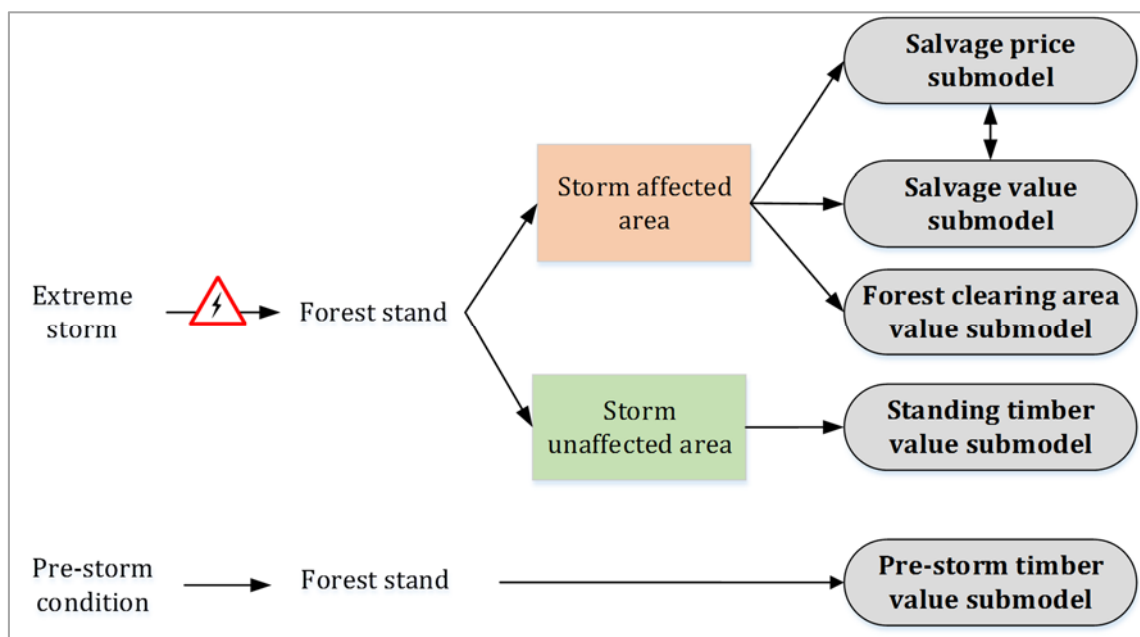 Salvage price
submodel
Storm affected
area
Salvage value
submodel
Extreme
storm
Forest stand
Forest clearing area
value submodel
Storm
unaffected area
Standing timber
value submodel
Pre-storm
condition
Forest stand
Pre-storm timber
value submodel